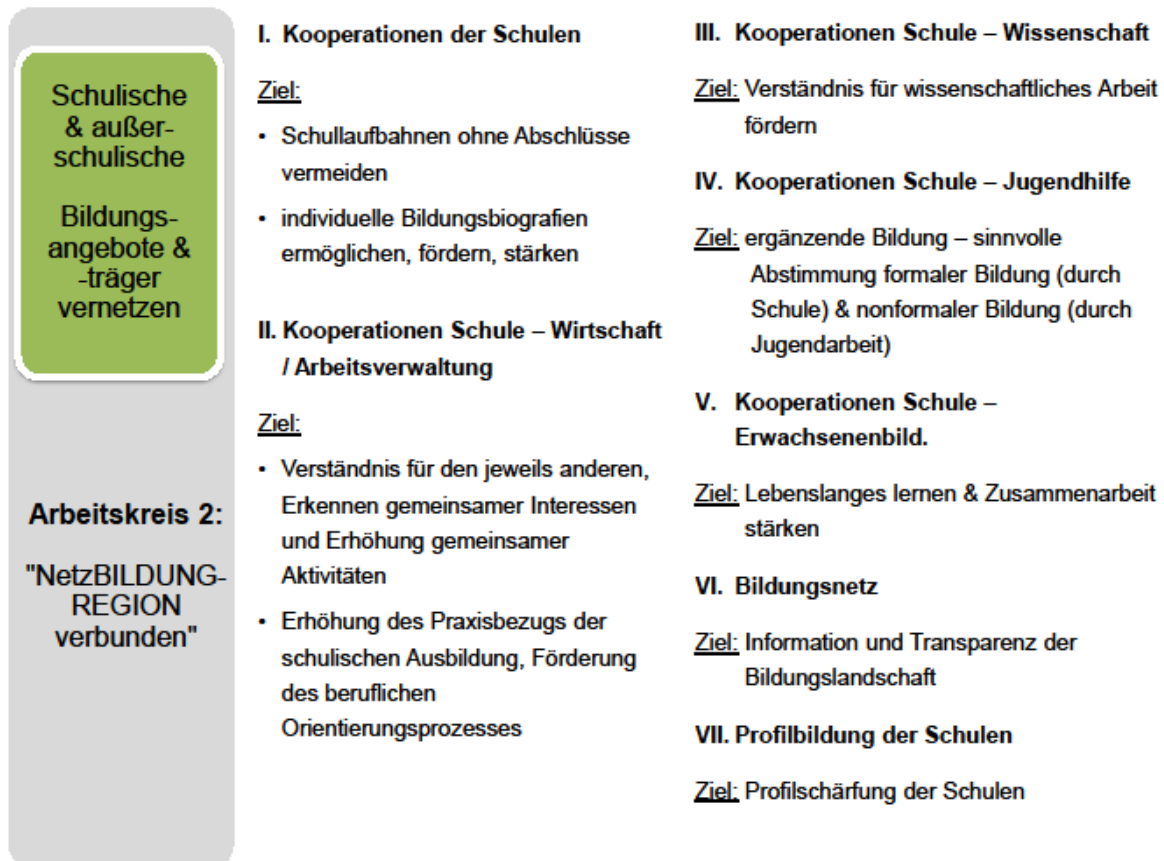 Schulische
& außer-
schulische
Bildungs-
angebote &
-träger
vernetzen
Arbeitskreis 2:
"NetzBILDUNG-
REGION
verbunden"
I. Kooperationen der Schulen
Ziel:
• Schullaufbahnen ohne Abschlüsse
vermeiden
• individuelle Bildungsbiografien
ermöglichen, fördern, stärken
II. Kooperationen Schule – Wirtschaft
/ Arbeitsverwaltung
Ziel:
• Verständnis für den jeweils anderen,
Erkennen gemeinsamer Interessen
und Erhöhung gemeinsamer
Aktivitäten
• Erhöhung des Praxisbezugs der
schulischen Ausbildung, Förderung
des beruflichen
Orientierungsprozesses
III. Kooperationen Schule – Wissenschaft
Ziel: Verständnis für wissenschaftliches Arbeit
fördern
IV. Kooperationen Schule – Jugendhilfe
Ziel: ergänzende Bildung – sinnvolle
Abstimmung formaler Bildung (durch
Schule) & nonformaler Bildung (durch
Jugendarbeit)
V. Kooperationen Schule –
Erwachsenenbild.
Ziel: Lebenslanges lernen & Zusammenarbeit
stärken
VI. Bildungsnetz
Ziel: Information und Transparenz der
Bildungslandschaft
VII. Profilbildung der Schulen
Ziel: Profilschärfung der Schulen